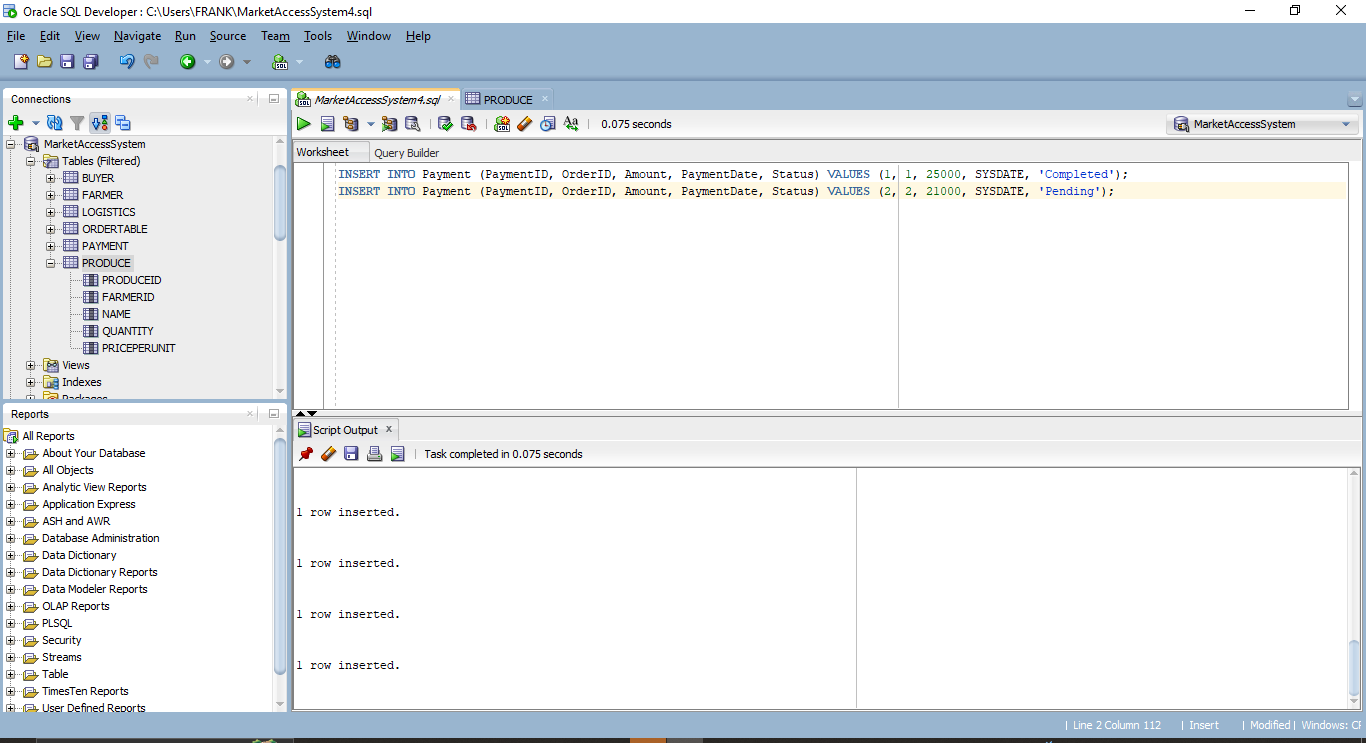 Oracle SQL Developer : C:\Users\FRANK\MarketAccessSystem4.sql
File Edit View Navigate Run Source Team Tools Window Help
Connections
MarketAccessSystem
Tables (Filtered)
BUYER
FARMER
LOGISTICS
ORDERTABLE
PAYMENT
PRODUCE
PRODUCEID
FARMERID
NAME
QUANTITY
PRICEPERUNIT
Views
Indexes
Packages
Reports
All Reports
About Your Database
All Objects
Analytic View Reports
Application Express
ASH and AWR
Database Administration
Data Dictionary
Data Dictionary Reports
Data Modeler Reports
OLAP Reports
PLSQL
Security
Streams
Table
TimesTen Reports
User Defined Reports
MarketAccessSystem4.sql PRODUCE
0.075 seconds MarketAccessSystem
Worksheet Query Builder
INSERT INTO Payment (PaymentID, OrderID, Amount, PaymentDate, Status) VALUES (1, 1, 25000, SYSDATE, 'Completed');
INSERT INTO Payment (PaymentID, OrderID, Amount, PaymentDate, Status) VALUES (2, 2, 21000, SYSDATE, 'Pending');
Script Output
Task completed in 0.075 seconds
1 row inserted.
1 row inserted.
1 row inserted.
1 row inserted.
Line 2 Column 112 | Insert | Modified | Windows: